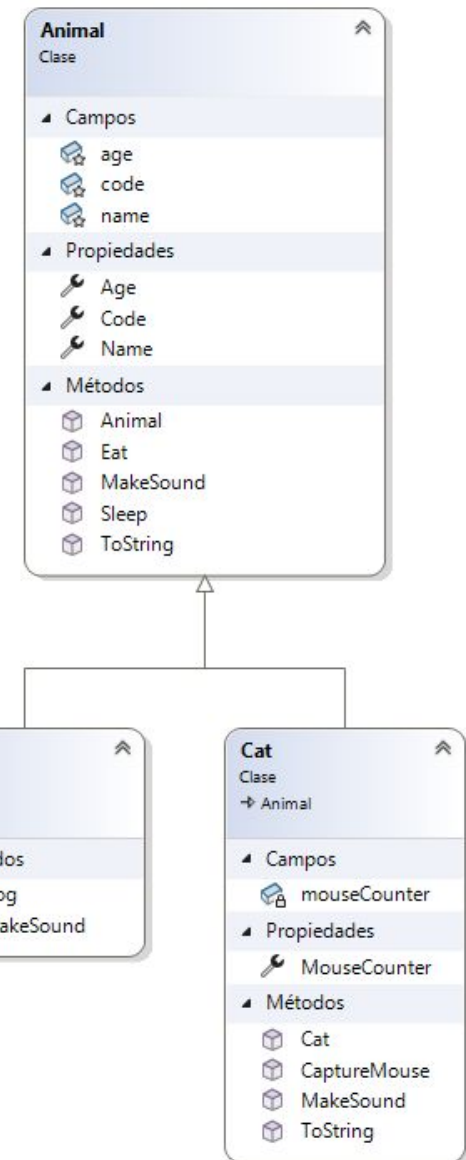 Animal
Clase
Campos
age
code
name
Propiedades
Age
Code
Name
Métodos
Animal
Eat
MakeSound
Sleep
ToString
dos
og
akeSound
Cat
Clase
Animal
Campos
mouseCounter
Propiedades
MouseCounter
Métodos
Cat
CaptureMouse
MakeSound
ToString